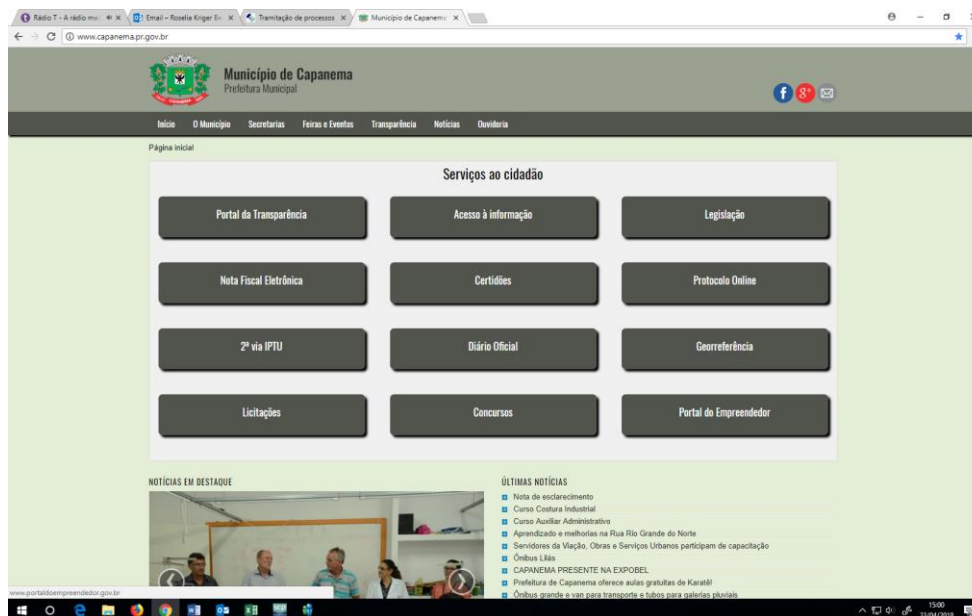 Rádio T - A rádio ma
Email – Roselia Kriger Be
Tramitação de processos
Município de Capanema
www.capanema.pr.gov.br
Município de Capanema
Prefeitura Municipal
Início O Município Secretarias Feiras e Eventos Transparência Notícias Ouvidoria
Página inicial
Serviços ao cidadão
Portal da Transparência Acesso à informação Legislação
Nota Fiscal Eletrônica Certidões Protocolo Online
2ª via IPTU Diário Oficial Georreferência
Licitações Concursos Portal do Empreendedor
NOTÍCIAS EM DESTAQUE
ÚLTIMAS NOTÍCIAS
Nota de esclarecimento
Curso Costura Industrial
Curso Auxiliar Administrativo
Aprendizado e melhorias na Rua Rio Grande do Norte
Servidores da Viação, Obras e Serviços Urbanos participam de capacitação
Ônibus Lilás
CAPANEMA PRESENTE NA EXPOBEL
Prefeitura de Capanema oferece aulas gratuitas de Karatê!
Ônibus grande e van para transporte e tubos para galerias pluviais
www.portaldoempreendedor.gov.br
15:00